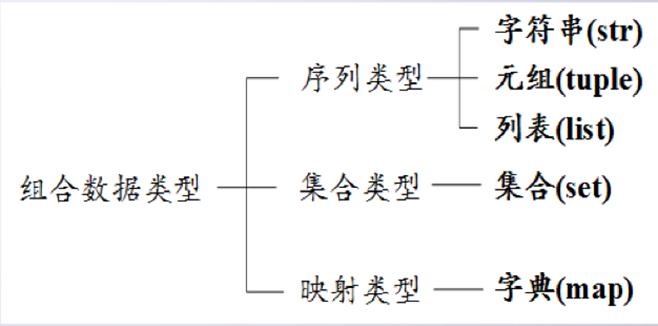 字符串(str)
序列类型
元组(tuple)
列表(list)
组合数据类型
集合类型
集合(set)
映射类型
字典(map)